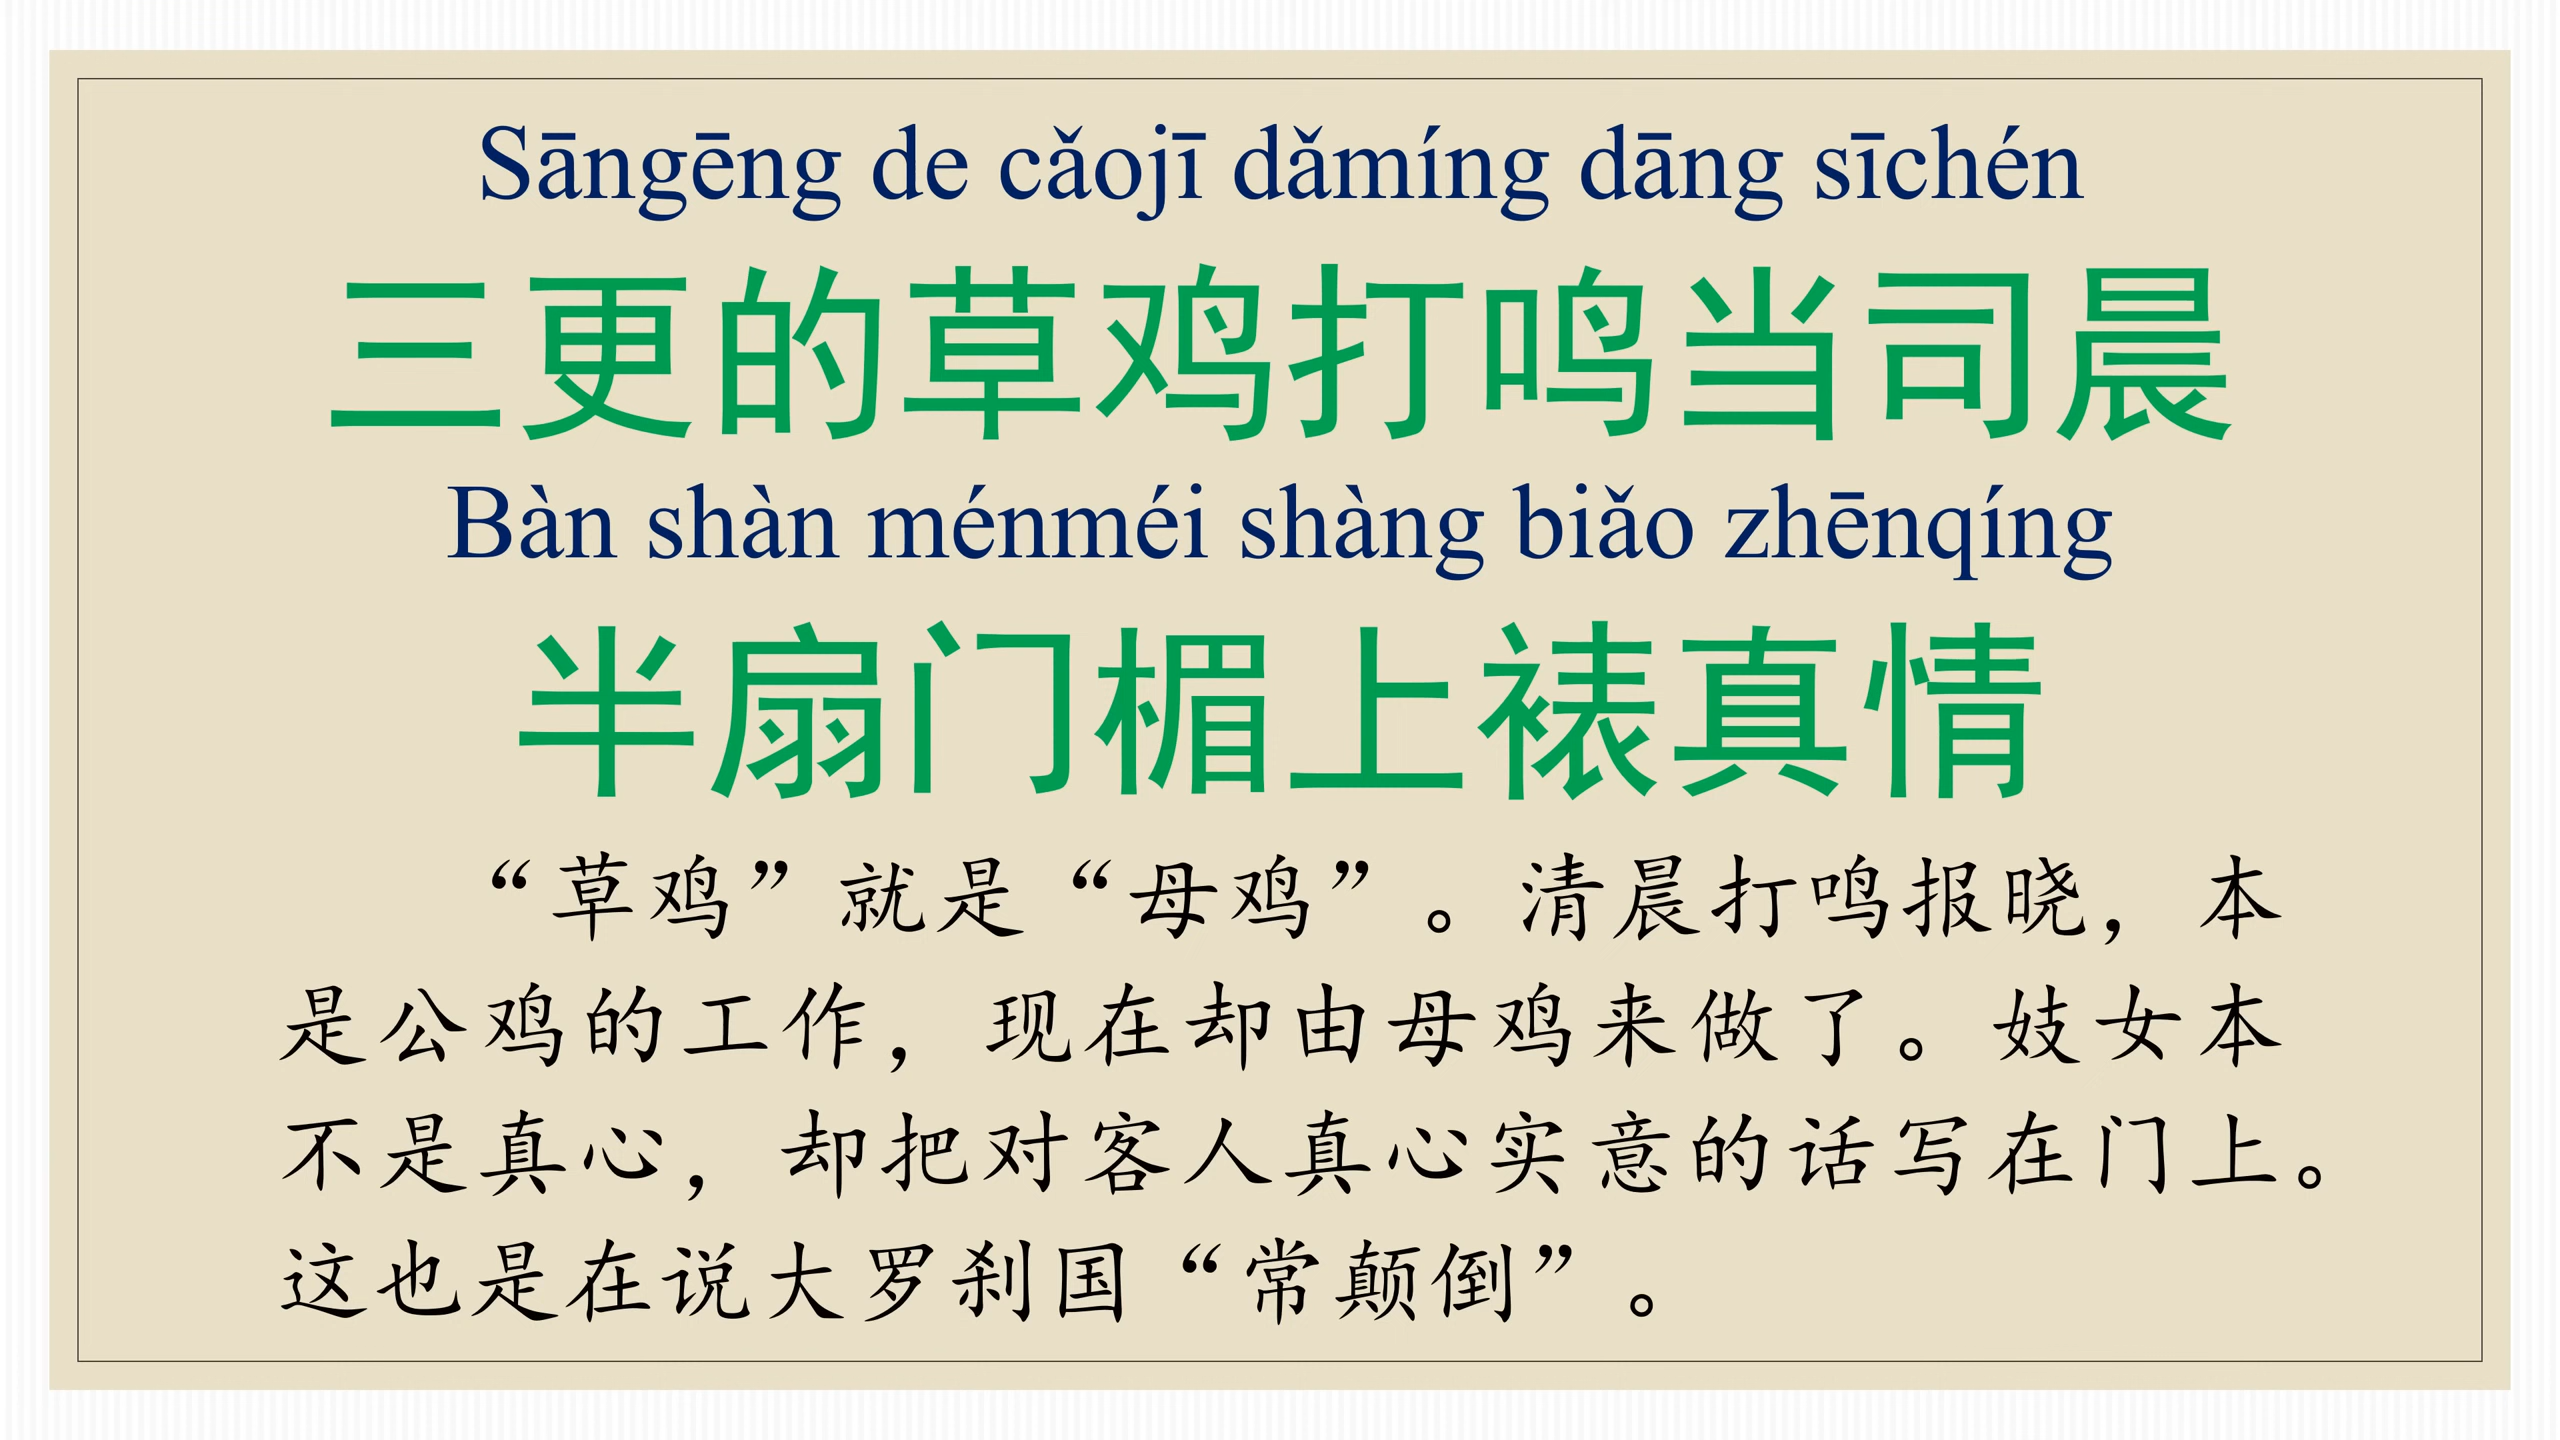 Sāngēng de cǎojī dǎmíng dāng sīchén
三更的草鸡打鸣当司晨
Bàn shàn ménméi shàng biǎo zhēnqíng
半扇门楣上裱真情
“草鸡”就是“母鸡”。清晨打鸣报晓，本
是公鸡的工作，现在却由母鸡来做了。妓女本
不是真心，却把对客人真心实意的话写在门上。
这也是在说大罗刹国“常颠倒”。